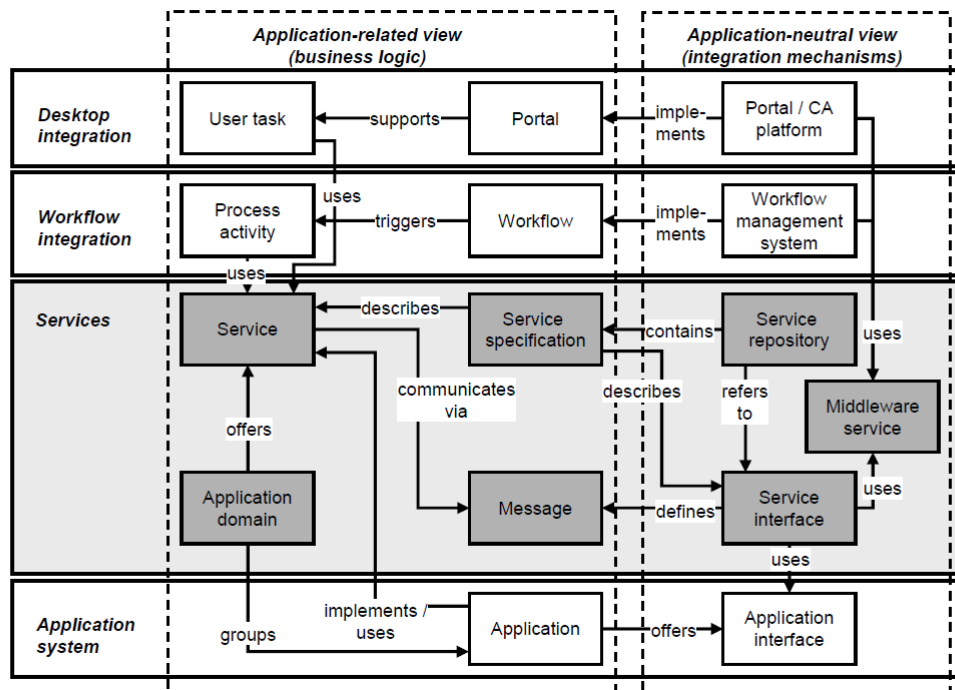 Application-related view
(business logic)
Application-neutral view
(integration mechanisms)
Desktop
integration
User task
supports
Portal
imple-
ments
Portal / CA
platform
uses
Workflow
integration
Process
activity
triggers
Workflow
imple-
ments
Workflow
management
system
uses
Services
Service
describes
Service
specification
contains
Service
repository
uses
communicates
via
describes
refers
to
Middleware
service
offers
Application
domain
Message
defines
Service
interface
uses
uses
Application
system
groups
implements /
uses
Application
offers
Application
interface